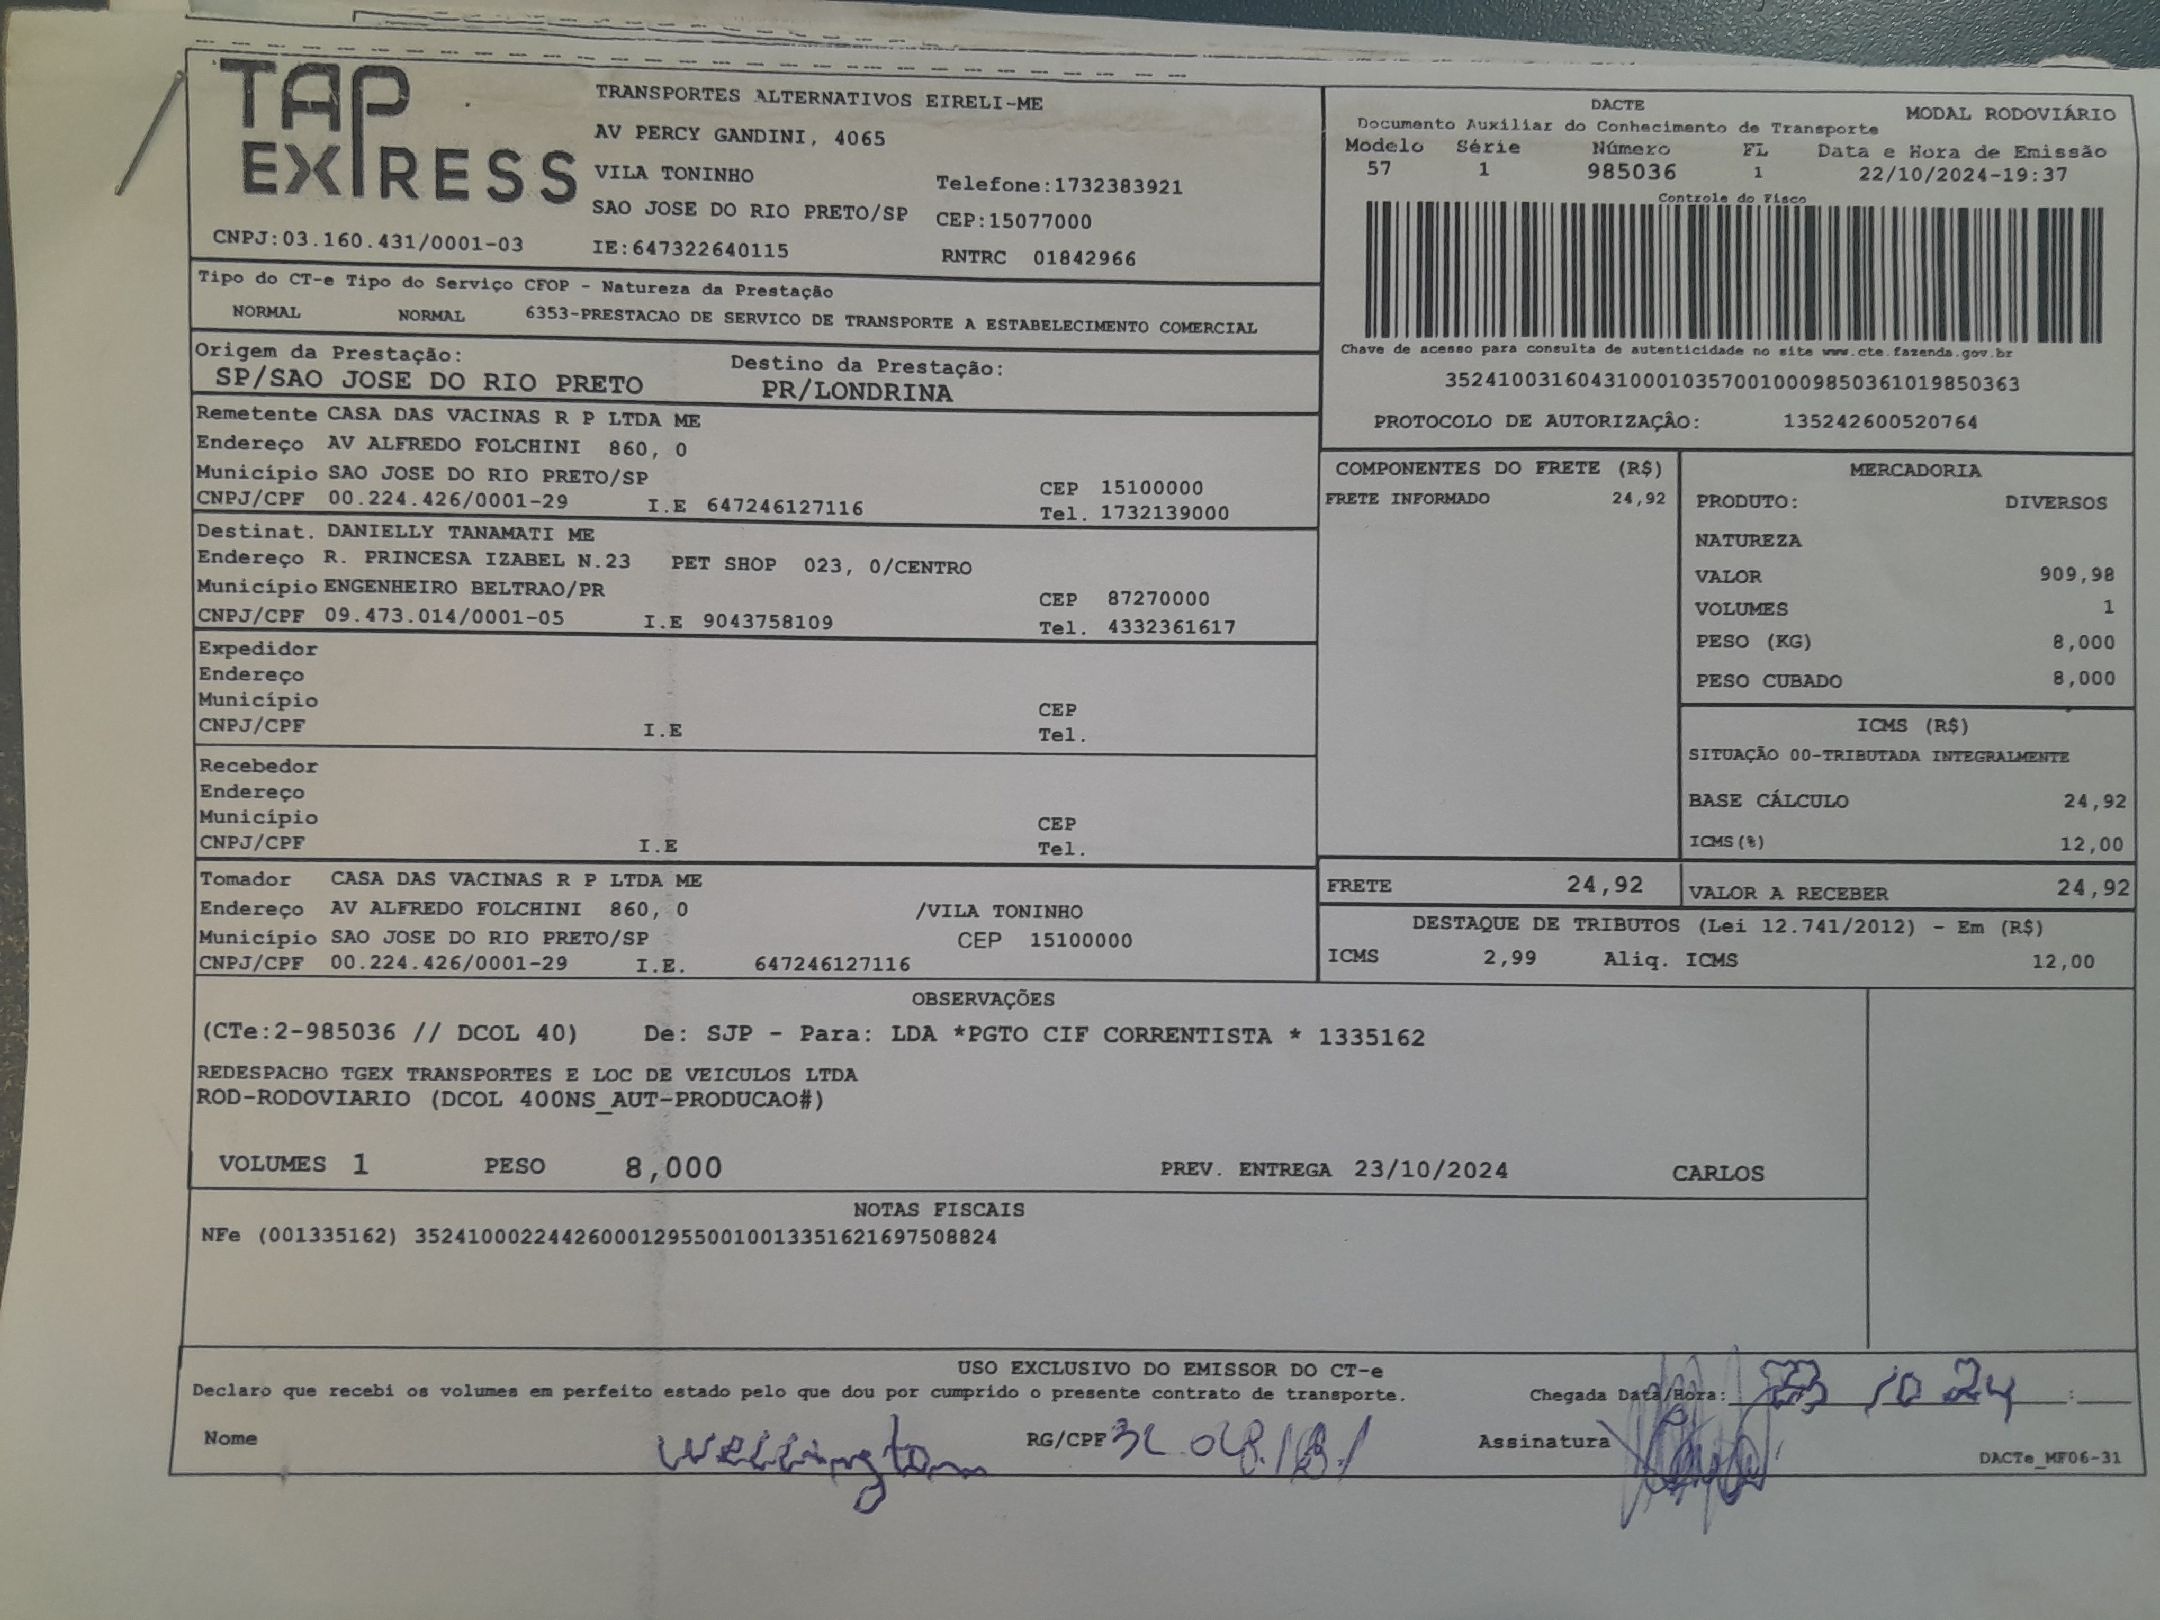 TAP EXPRESS
TRANSPORTES ALTERNATIVOS EIRELI-ME
AV PERCY GANDINI, 4065
VILA TONINHO Telefone:1732383921
SAO JOSE DO RIO PRETO/SP CEP:15077000
CNPJ:03.160.431/0001-03 IE:647322640115 RNTRC 01842966
DACTE MODAL RODOVIÁRIO
Documento Auxiliar do Conhecimento de Transporte
Modelo Série Número FL Data e Hora de Emissão
57 1 985036 1 22/10/2024-19:37
Controle do Fisco
Chave de acesso para consulta de autenticidade no site www.cte.fazenda.gov.br
35241003160431000103570010009850361019850363
PROTOCOLO DE AUTORIZAÇÂO: 135242600520764
Tipo do CT-e Tipo do Serviço CFOP - Natureza da Prestação
NORMAL NORMAL 6353-PRESTACAO DE SERVICO DE TRANSPORTE A ESTABELECIMENTO COMERCIAL
Origem da Prestação: Destino da Prestação:
SP/SAO JOSE DO RIO PRETO PR/LONDRINA
Remetente CASA DAS VACINAS R P LTDA ME
Endereço AV ALFREDO FOLCHINI 860, 0
Município SAO JOSE DO RIO PRETO/SP CEP 15100000
CNPJ/CPF 00.224.426/0001-29 I.E 647246127116 Tel. 1732139000
Destinat. DANIELLY TANAMATI ME
Endereço R. PRINCESA IZABEL N.23 PET SHOP 023, 0/CENTRO
Município ENGENHEIRO BELTRAO/PR CEP 87270000
CNPJ/CPF 09.473.014/0001-05 I.E 9043758109 Tel. 4332361617
Expedidor
Endereço
Município CEP
CNPJ/CPF I.E Tel.
Recebedor
Endereço
Município CEP
CNPJ/CPF I.E Tel.
Tomador CASA DAS VACINAS R P LTDA ME
Endereço AV ALFREDO FOLCHINI 860, 0 /VILA TONINHO
Município SAO JOSE DO RIO PRETO/SP CEP 15100000
CNPJ/CPF 00.224.426/0001-29 I.E. 647246127116
COMPONENTES DO FRETE (R$)
FRETE INFORMADO 24,92
MERCADORIA
PRODUTO: DIVERSOS
NATUREZA
VALOR 909,98
VOLUMES 1
PESO (KG) 8,000
PESO CUBADO 8,000
ICMS (R$)
SITUAÇÃO 00-TRIBUTADA INTEGRALMENTE
BASE CÁLCULO 24,92
ICMS(%) 12,00
FRETE 24,92 VALOR A RECEBER 24,92
DESTAQUE DE TRIBUTOS (Lei 12.741/2012) - Em (R$)
ICMS 2,99 Aliq. ICMS 12,00
OBSERVAÇÕES
(CTe:2-985036 // DCOL 40) De: SJP - Para: LDA *PGTO CIF CORRENTISTA * 1335162
REDESPACHO TGEX TRANSPORTES E LOC DE VEICULOS LTDA
ROD-RODOVIARIO (DCOL 400NS_AUT-PRODUCAO#)
VOLUMES 1 PESO 8,000 PREV. ENTREGA 23/10/2024 CARLOS
NOTAS FISCAIS
NFe (001335162) 35241000224426000129550010013351621697508824
USO EXCLUSIVO DO EMISSOR DO CT-e
Declaro que recebi os volumes em perfeito estado pelo que dou por cumprido o presente contrato de transporte. Chegada Data/Hora: 23 10 24 :
Nome Wellington RG/CPF Assinatura
DACTe_MF06-31